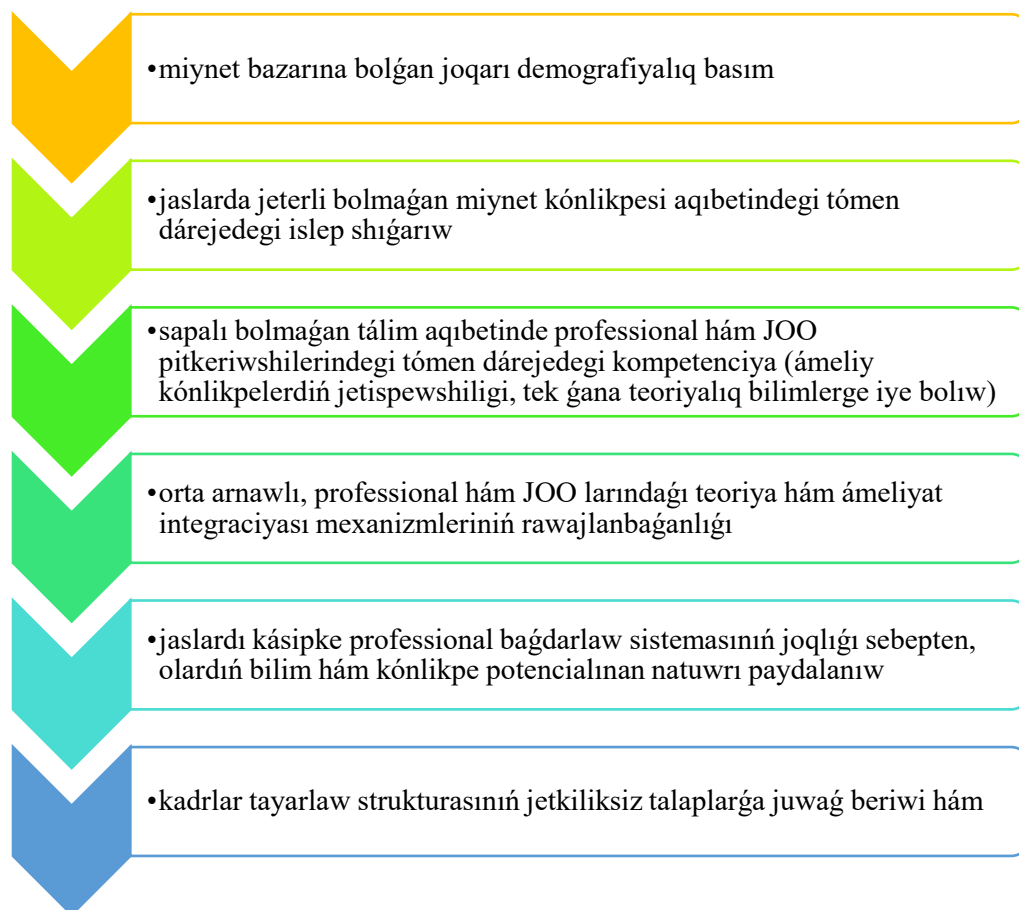 •miynet bazarına bolǵan joqarı demografiyalıq basım
•jaslarda jeterli bolmaǵan miynet kónlikpesi aqıbetindegi tómen
dárejedegi islep shıǵarıw
•sapalı bolmaǵan tálim aqıbetinde professional hám JOO
pitkeriwshilerindegi tómen dárejedegi kompetenciya (ámeliy
kónlikpelerdiń jetispewshiligi, tek ǵana teoriyalıq bilimlerge iye bolıw)
•orta arnawlı, professional hám JOO larındaǵı teoriya hám ámeliyat
integraciyası mexanizmleriniń rawajlanbaǵanlıǵı
•jaslardı kásipke professional baǵdarlaw sistemasınıń joqlıǵı sebepten,
olardıń bilim hám kónlikpe potencialınan natuwrı paydalanıw
•kadrlar tayarlaw strukturasınıń jetkiliksiz talaplarǵa juwaǵ beriwi hám